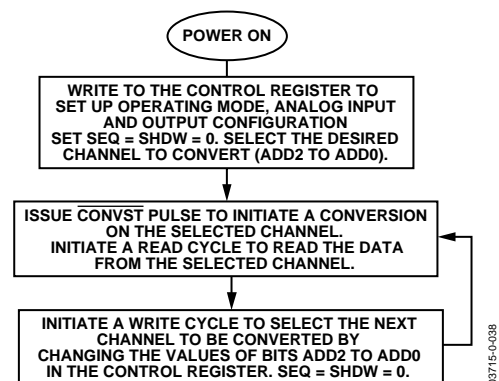 POWER ON
WRITE TO THE CONTROL REGISTER TO
SET UP OPERATING MODE, ANALOG INPUT
AND OUTPUT CONFIGURATION
SET SEQ = SHDW = 0. SELECT THE DESIRED
CHANNEL TO CONVERT (ADD2 TO ADD0).
ISSUE CONVST PULSE TO INITIATE A CONVERSION
ON THE SELECTED CHANNEL.
INITIATE A READ CYCLE TO READ THE DATA
FROM THE SELECTED CHANNEL.
INITIATE A WRITE CYCLE TO SELECT THE NEXT
CHANNEL TO BE CONVERTED BY
CHANGING THE VALUES OF BITS ADD2 TO ADD0
IN THE CONTROL REGISTER. SEQ = SHDW = 0.
03715-0-038